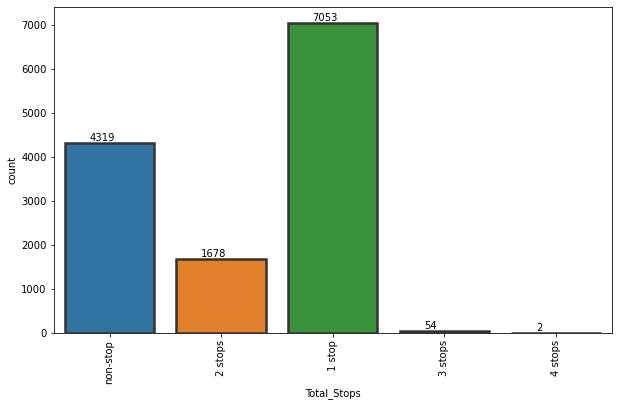 7053
7000
6000
5000
4319
4000
3000
2000
1678
1000
54
2
0
count
non-stop
2 stops
1 stop
3 stops
4 stops
Total_Stops